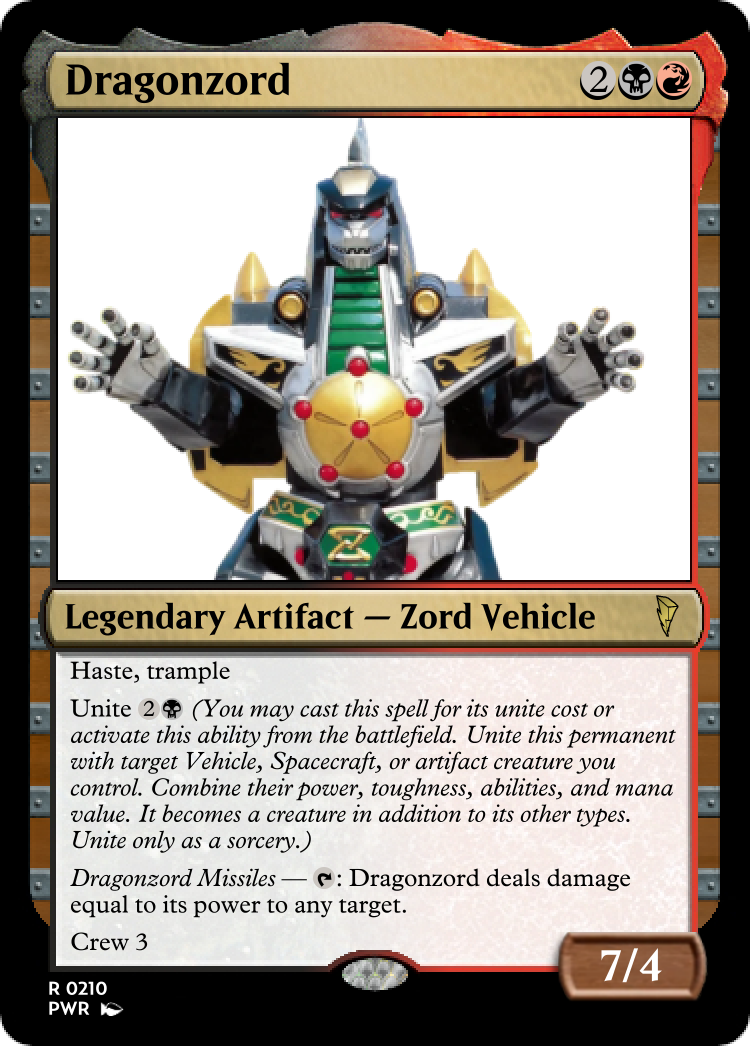 Dragonzord 2
Legendary Artifact — Zord Vehicle
Haste, trample
Unite 2 (You may cast this spell for its unite cost or
activate this ability from the battlefield. Unite this permanent
with target Vehicle, Spacecraft, or artifact creature you
control. Combine their power, toughness, abilities, and mana
value. It becomes a creature in addition to its other types.
Unite only as a sorcery.)
Dragonzord Missiles — : Dragonzord deals damage
equal to its power to any target.
Crew 3
7/4
R 0210
PWR